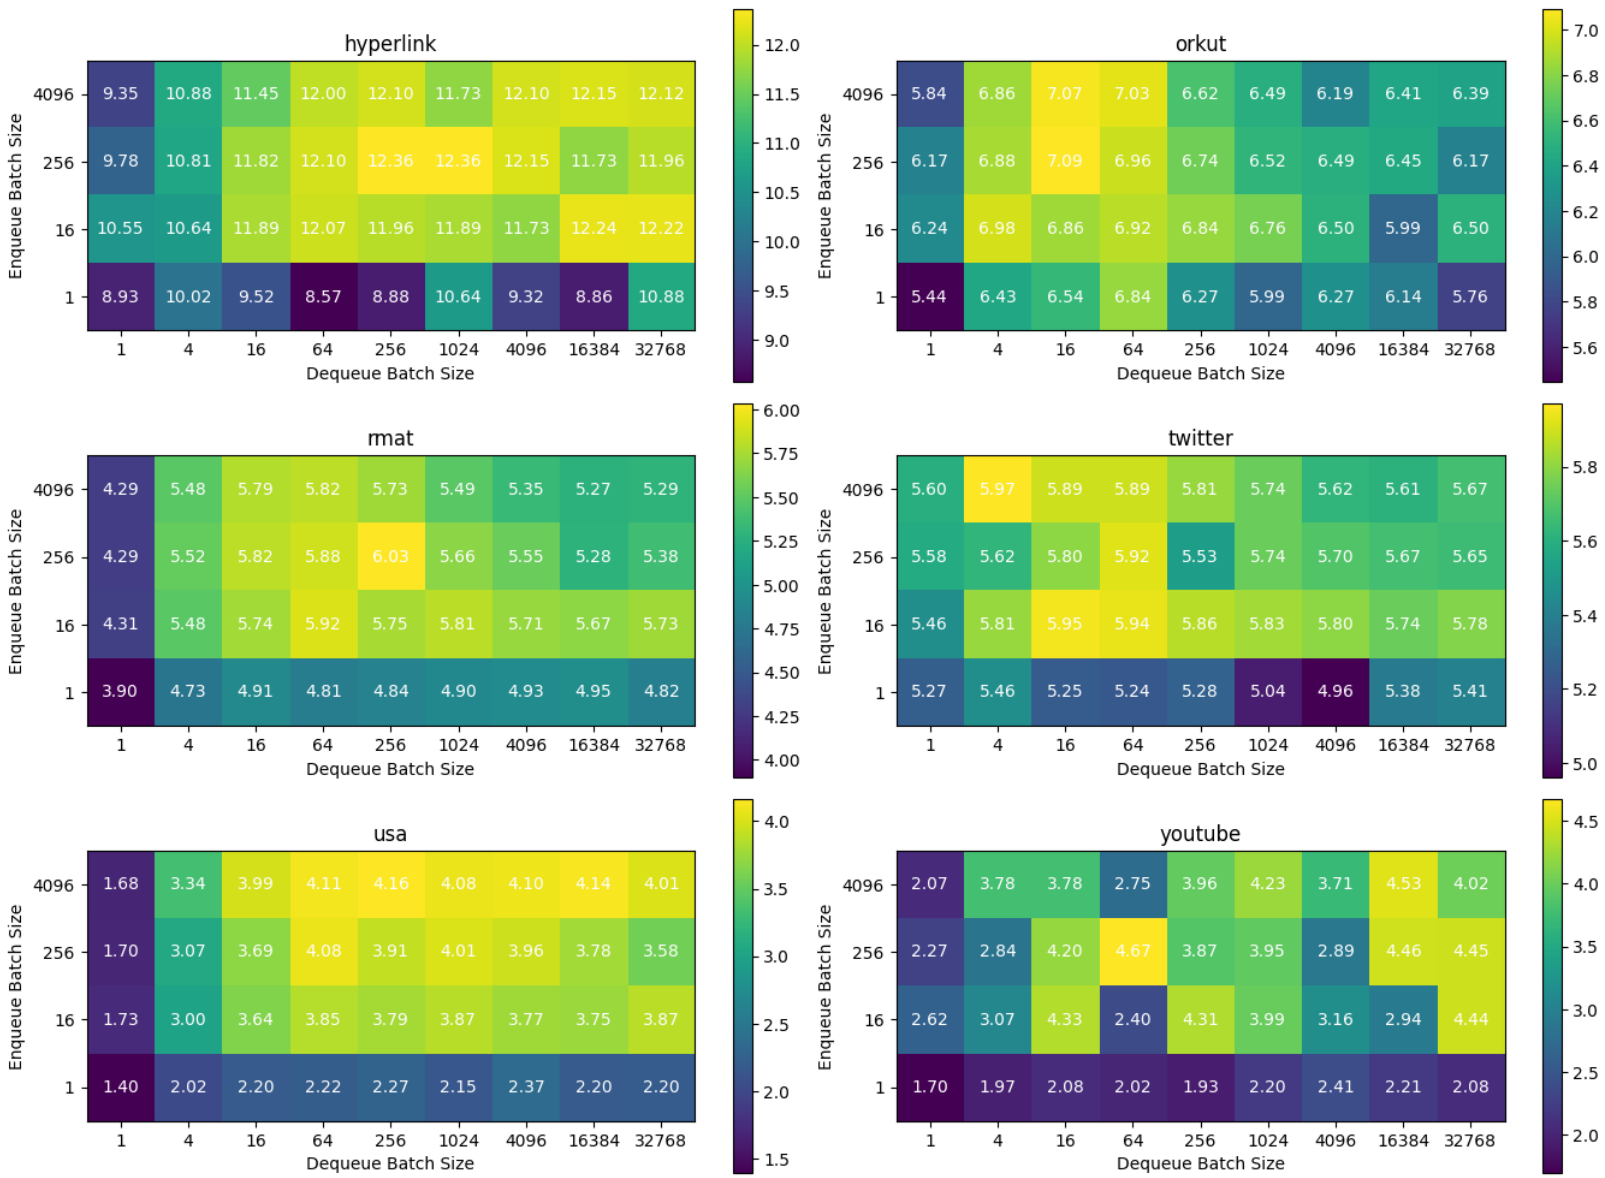 hyperlink
Enqueue Batch Size
4096 9.35 10.88 11.45 12.00 12.10 11.73 12.10 12.15 12.12
256 9.78 10.81 11.82 12.10 12.36 12.36 12.15 11.73 11.96
16 10.55 10.64 11.89 12.07 11.96 11.89 11.73 12.24 12.22
1 8.93 10.02 9.52 8.57 8.88 10.64 9.32 8.86 10.88
1 4 16 64 256 1024 4096 16384 32768
Dequeue Batch Size
12.0
11.5
11.0
10.5
10.0
9.5
9.0
orkut
Enqueue Batch Size
4096 5.84 6.86 7.07 7.03 6.62 6.49 6.19 6.41 6.39
256 6.17 6.88 7.09 6.96 6.74 6.52 6.49 6.45 6.17
16 6.24 6.98 6.86 6.92 6.84 6.76 6.50 5.99 6.50
1 5.44 6.43 6.54 6.84 6.27 5.99 6.27 6.14 5.76
1 4 16 64 256 1024 4096 16384 32768
Dequeue Batch Size
7.0
6.8
6.6
6.4
6.2
6.0
5.8
5.6
rmat
Enqueue Batch Size
4096 4.29 5.48 5.79 5.82 5.73 5.49 5.35 5.27 5.29
256 4.29 5.52 5.82 5.88 6.03 5.66 5.55 5.28 5.38
16 4.31 5.48 5.74 5.92 5.75 5.81 5.71 5.67 5.73
1 3.90 4.73 4.91 4.81 4.84 4.90 4.93 4.95 4.82
1 4 16 64 256 1024 4096 16384 32768
Dequeue Batch Size
6.00
5.75
5.50
5.25
5.00
4.75
4.50
4.25
4.00
twitter
Enqueue Batch Size
4096 5.60 5.97 5.89 5.89 5.81 5.74 5.62 5.61 5.67
256 5.58 5.62 5.80 5.92 5.53 5.74 5.70 5.67 5.65
16 5.46 5.81 5.95 5.94 5.86 5.83 5.80 5.74 5.78
1 5.27 5.46 5.25 5.24 5.28 5.04 4.96 5.38 5.41
1 4 16 64 256 1024 4096 16384 32768
Dequeue Batch Size
5.8
5.6
5.4
5.2
5.0
usa
Enqueue Batch Size
4096 1.68 3.34 3.99 4.11 4.16 4.08 4.10 4.14 4.01
256 1.70 3.07 3.69 4.08 3.91 4.01 3.96 3.78 3.58
16 1.73 3.00 3.64 3.85 3.79 3.87 3.77 3.75 3.87
1 1.40 2.02 2.20 2.22 2.27 2.15 2.37 2.20 2.20
1 4 16 64 256 1024 4096 16384 32768
Dequeue Batch Size
4.0
3.5
3.0
2.5
2.0
1.5
youtube
Enqueue Batch Size
4096 2.07 3.78 3.78 2.75 3.96 4.23 3.71 4.53 4.02
256 2.27 2.84 4.20 4.67 3.87 3.95 2.89 4.46 4.45
16 2.62 3.07 4.33 2.40 4.31 3.99 3.16 2.94 4.44
1 1.70 1.97 2.08 2.02 1.93 2.20 2.41 2.21 2.08
1 4 16 64 256 1024 4096 16384 32768
Dequeue Batch Size
4.5
4.0
3.5
3.0
2.5
2.0